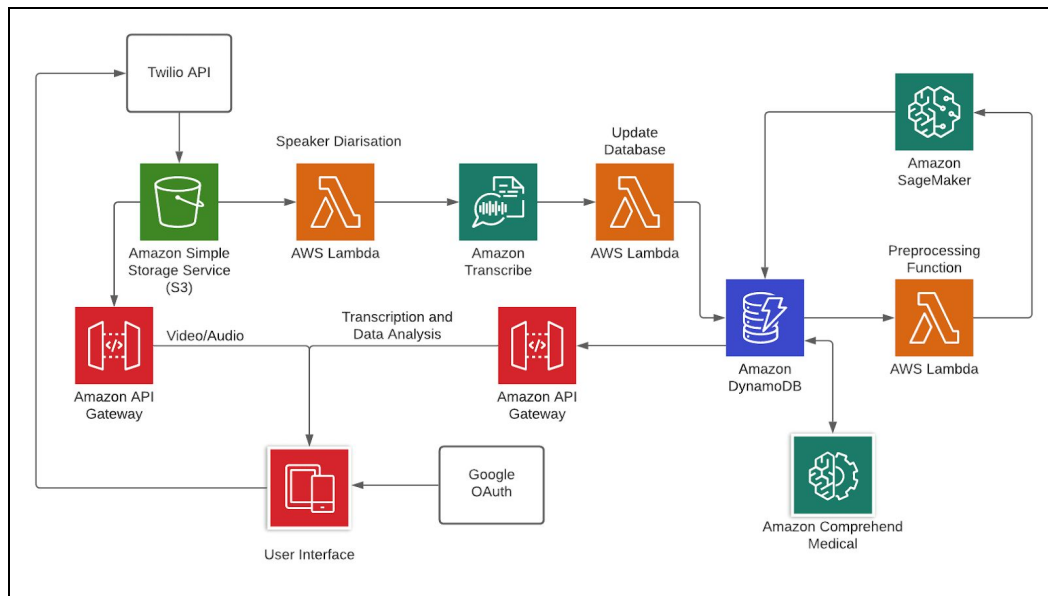 Twilio API
Speaker Diarisation
Update
Database
Amazon
SageMaker
Amazon Simple
Storage Service
(S3)
AWS Lambda
Amazon
Transcribe
AWS Lambda
Preprocessing
Function
Video/Audio
Transcription and
Data Analysis
Amazon API
Gateway
Amazon API
Gateway
Amazon
DynamoDB
AWS Lambda
Google
OAuth
User Interface
Amazon Comprehend
Medical